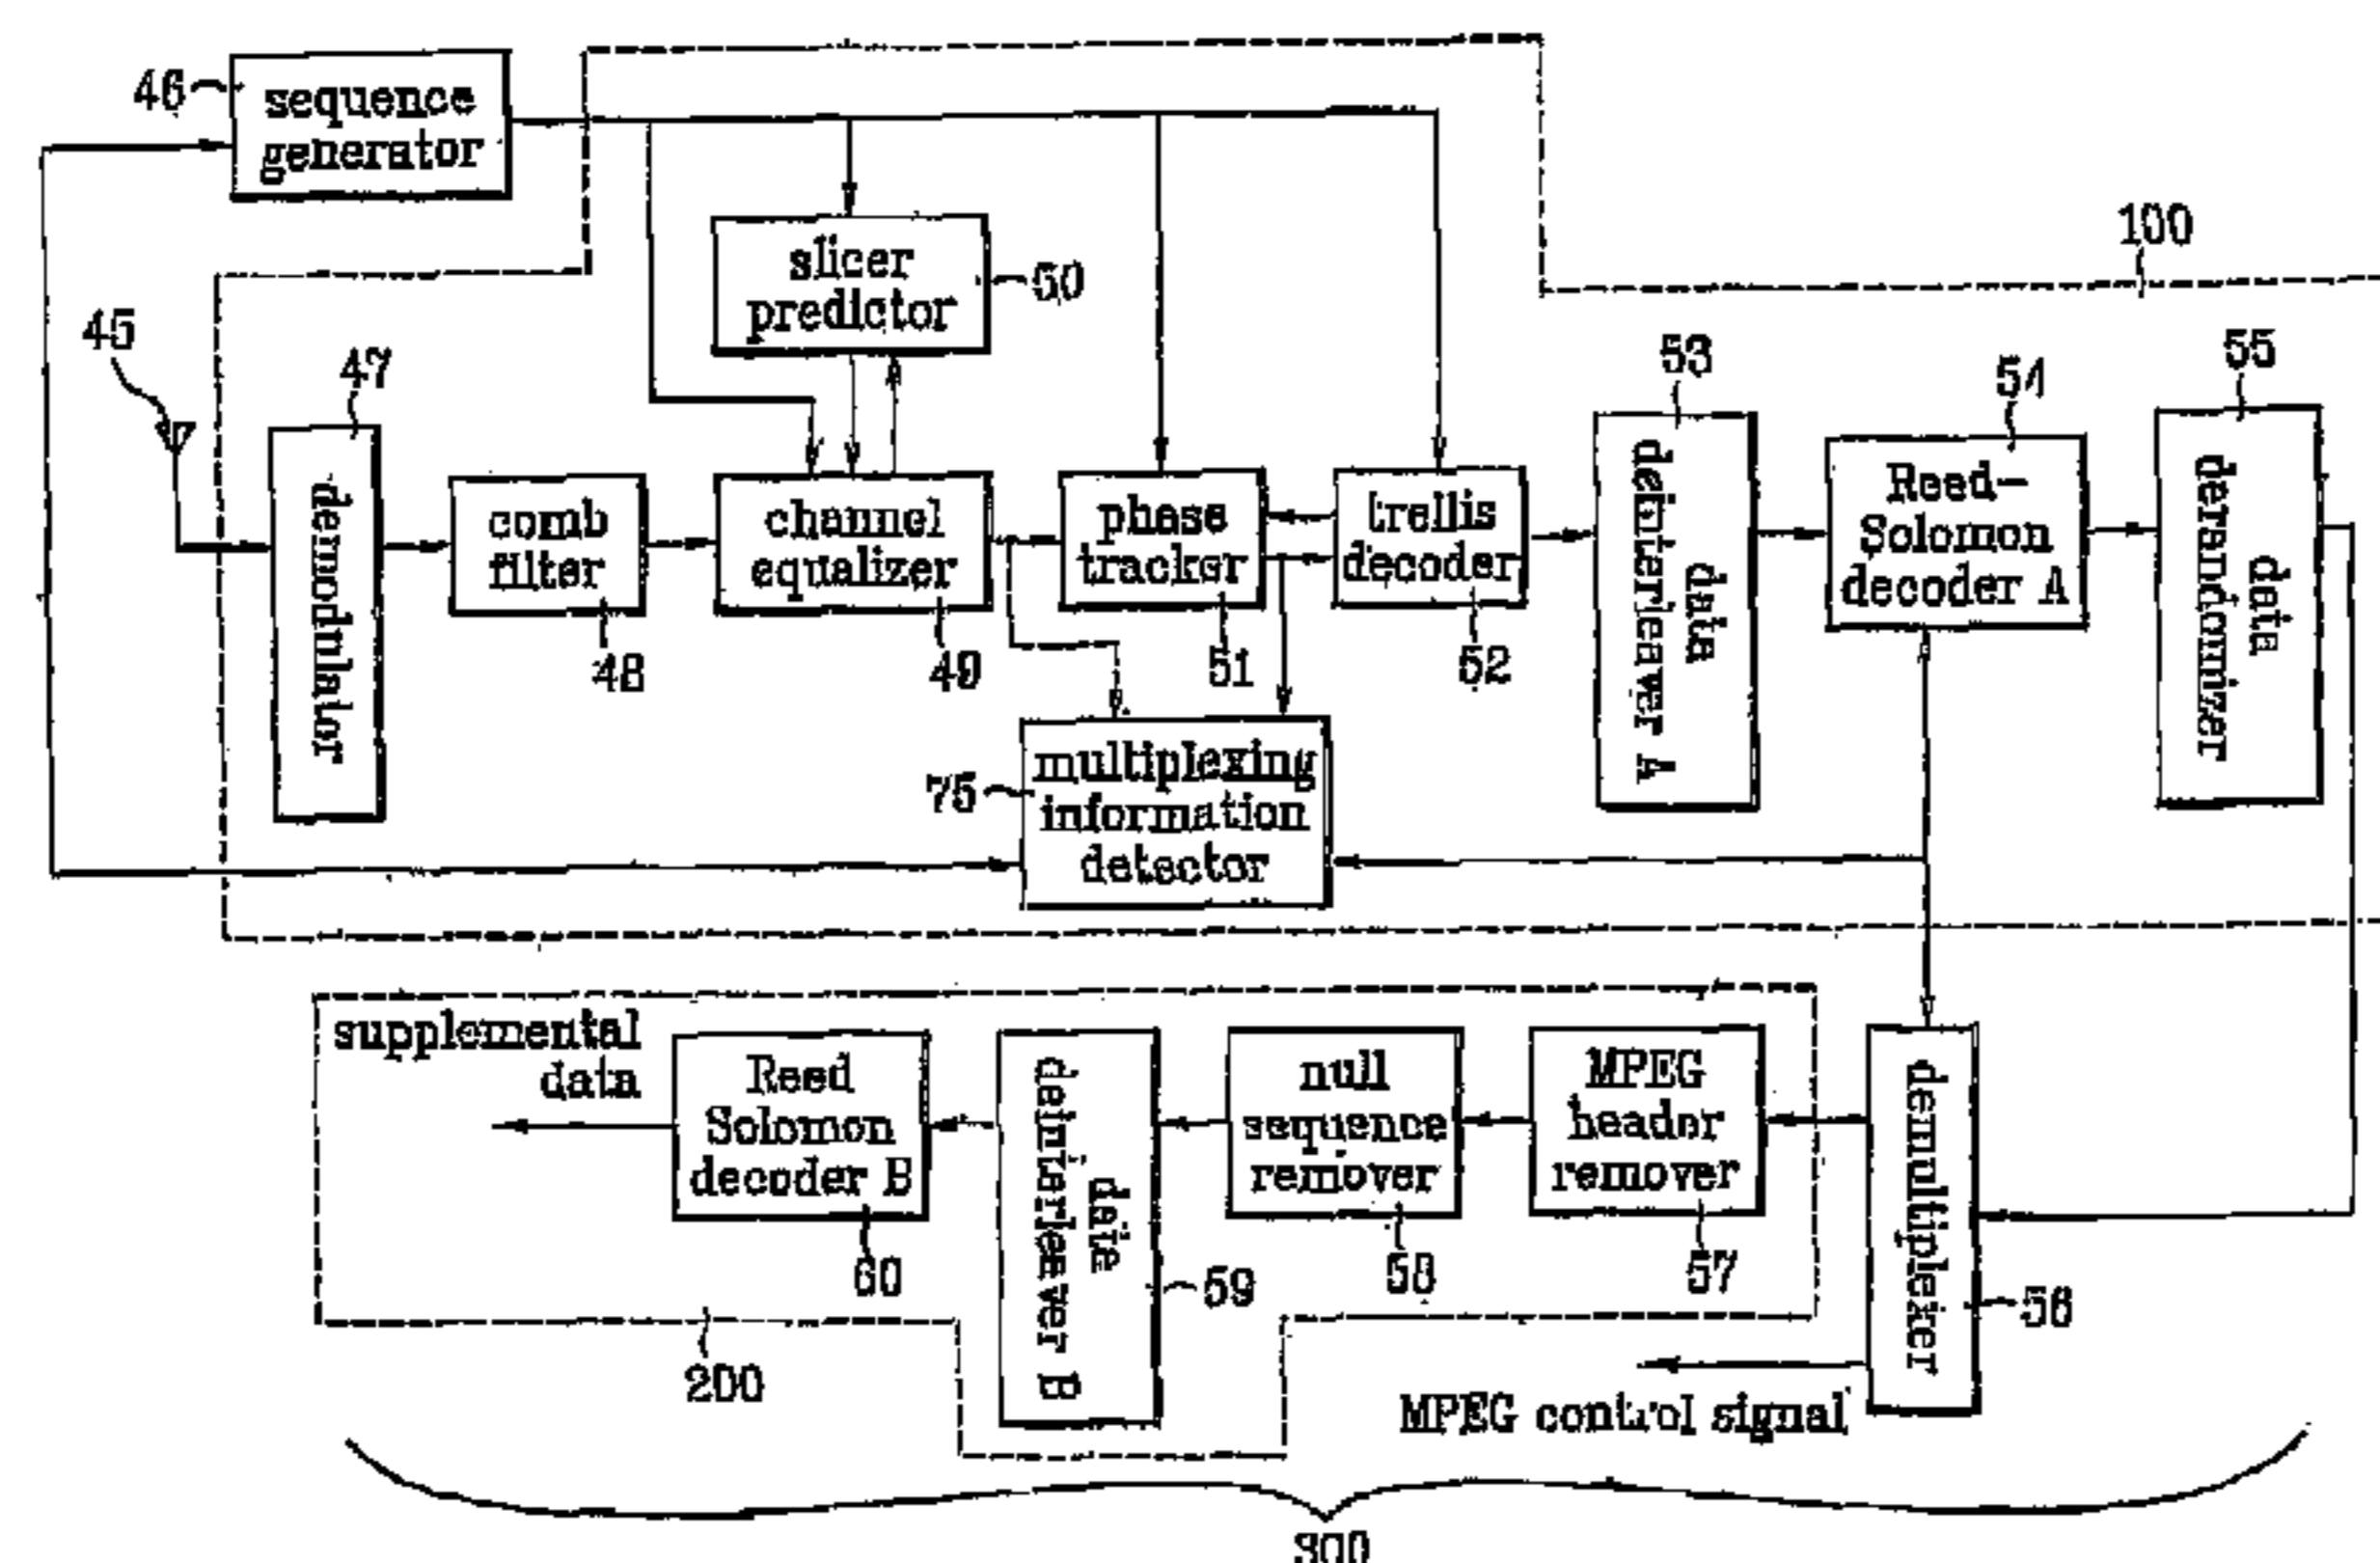 46
sequence
generator
100
slicer
predictor
50
45
47
53
54
55
demodulator
comb
filter
48
channel
equalizer
49
phase
tracker
51
trellis
decoder
52
data
deinterleaver A
Reed-
Solomon
decoder A
data
derandomizer
75
multiplexing
information
detector
supplemental
data
Reed
Solomon
decoder B
60
data
deinterleaver B
59
null
sequence
remover
58
MPEG
header
remover
57
demultiplexer
56
200
MPEG control signal
300